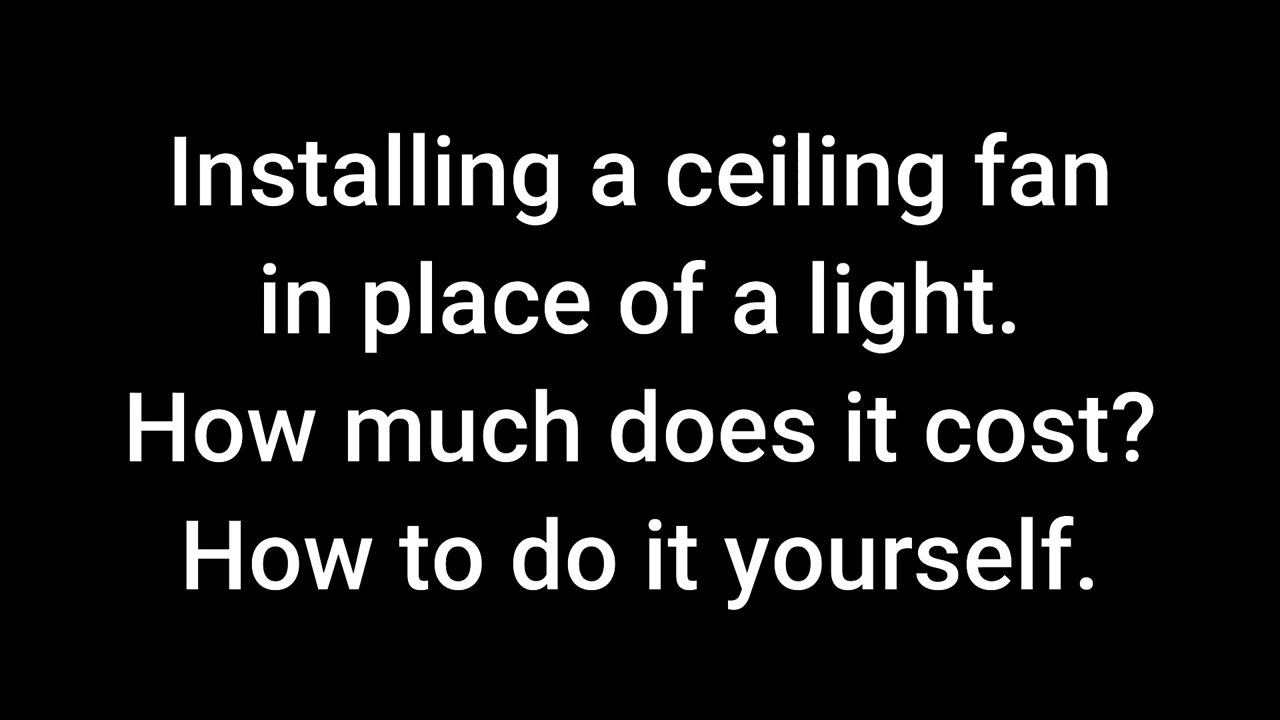 Installing a ceiling fan
in place of a light.
How much does it cost?
How to do it yourself.